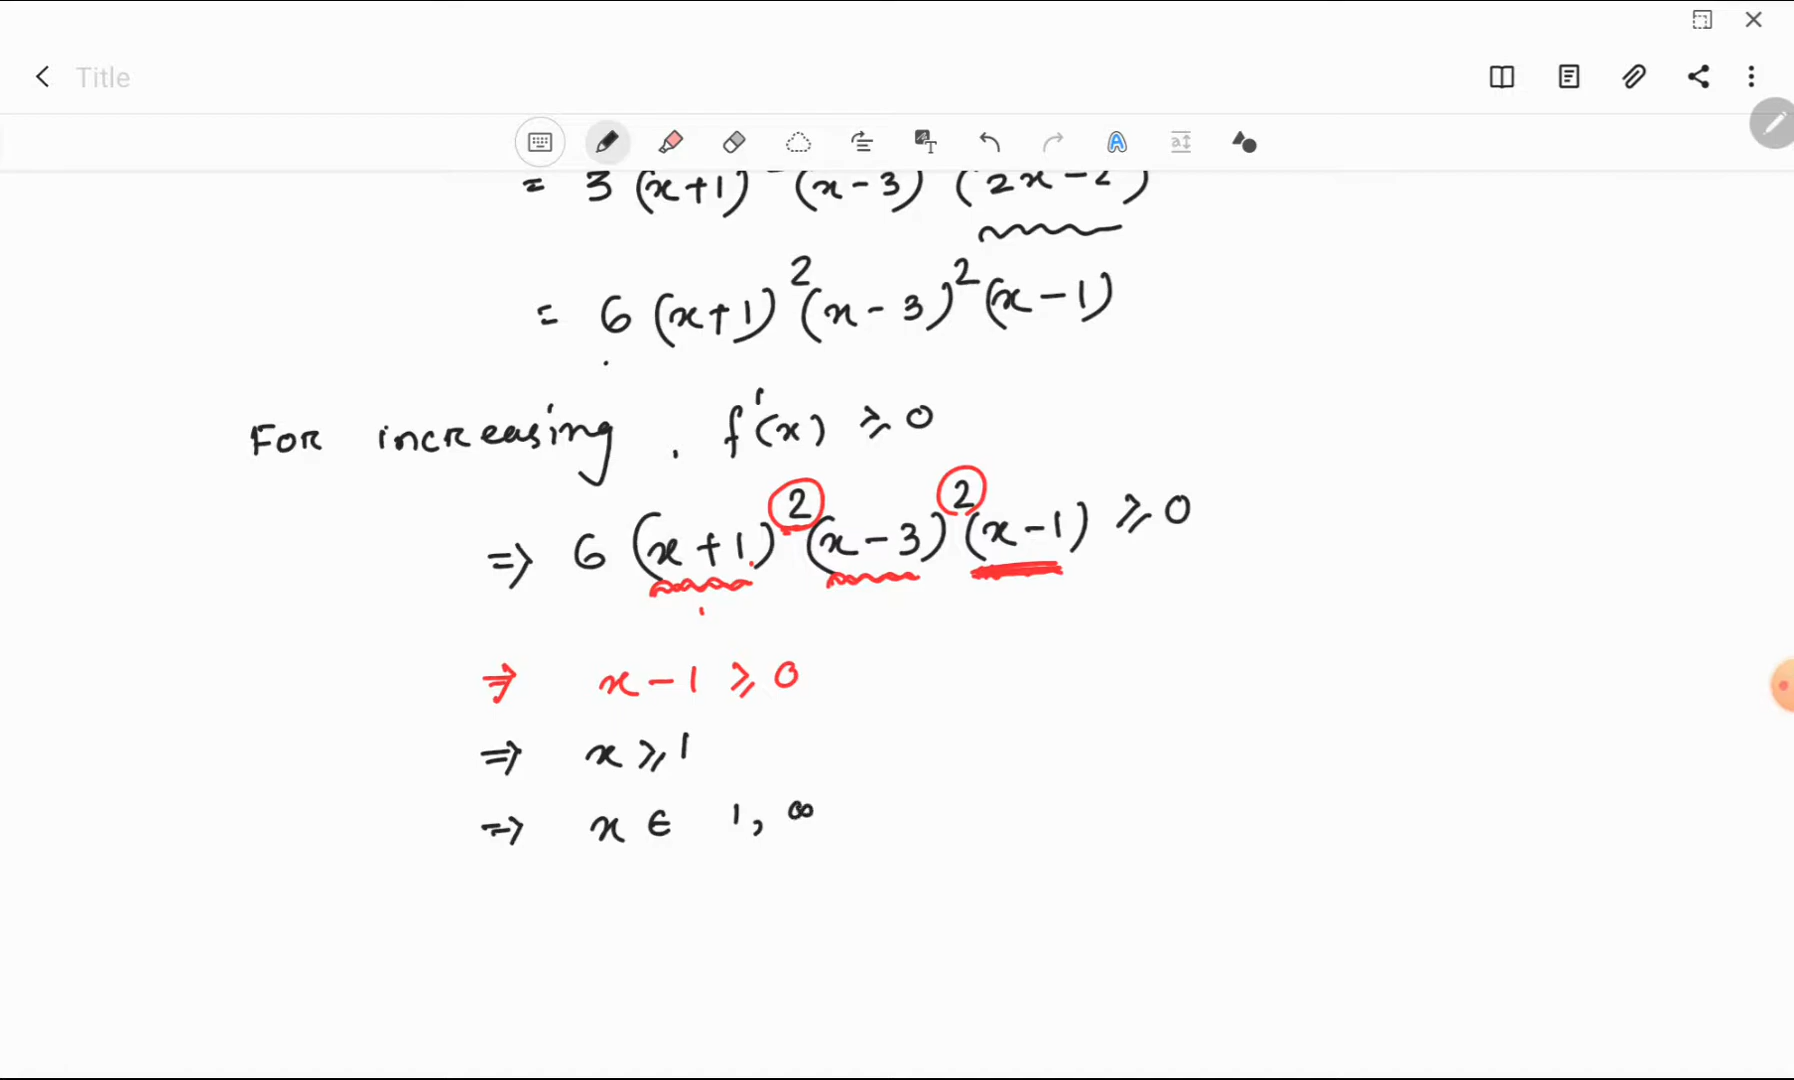 Title
= 3 (x+1) (x-3) (2x-2)
= 6 (x+1)² (x-3)² (x-1)
For increasing, f'(x) ⩾ 0
=> 6 (x+1)² (x-3)² (x-1) ⩾ 0
=> x-1 ⩾ 0
=> x ⩾ 1
=> x ∈ 1, ∞